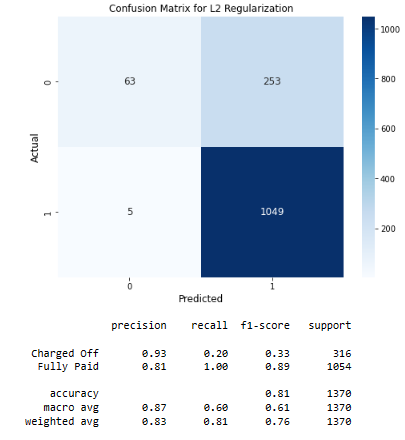 Confusion Matrix for L2 Regularization
63 253
5 1049
0
1
0 1
Actual
Predicted
1000
800
600
400
200
precision recall f1-score support
Charged Off 0.93 0.20 0.33 316
Fully Paid 0.81 1.00 0.89 1054
accuracy 0.81 1370
macro avg 0.87 0.60 0.61 1370
weighted avg 0.83 0.81 0.76 1370